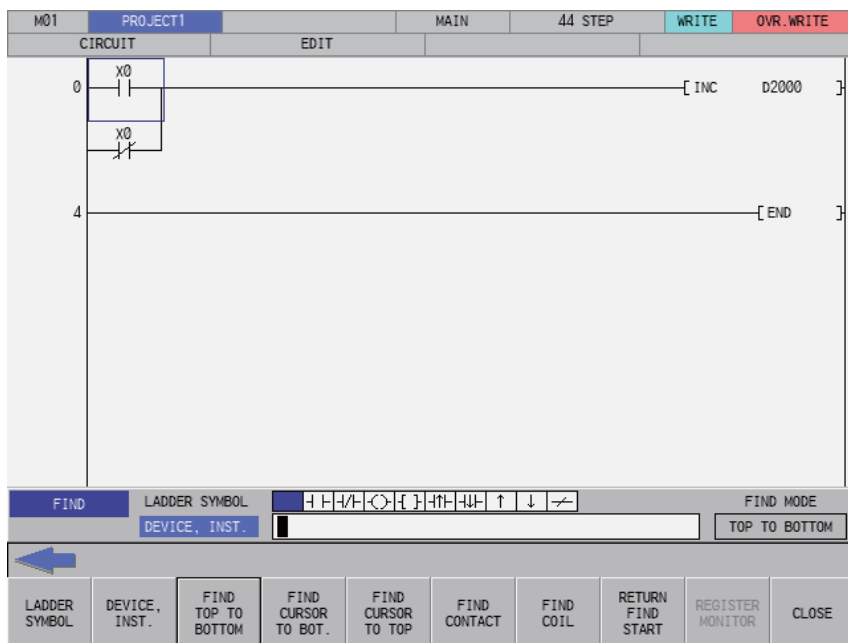 M01 PROJECT1 MAIN 44 STEP WRITE OVR.WRITE
CIRCUIT EDIT
X0
0 INC D2000
X0
4 END
FIND LADDER SYMBOL FIND MODE
DEVICE, INST. TOP TO BOTTOM
LADDER SYMBOL
DEVICE, INST.
FIND TOP TO BOTTOM
FIND CURSOR TO BOT.
FIND CURSOR TO TOP
FIND CONTACT
FIND COIL
RETURN FIND START
REGISTER MONITOR
CLOSE